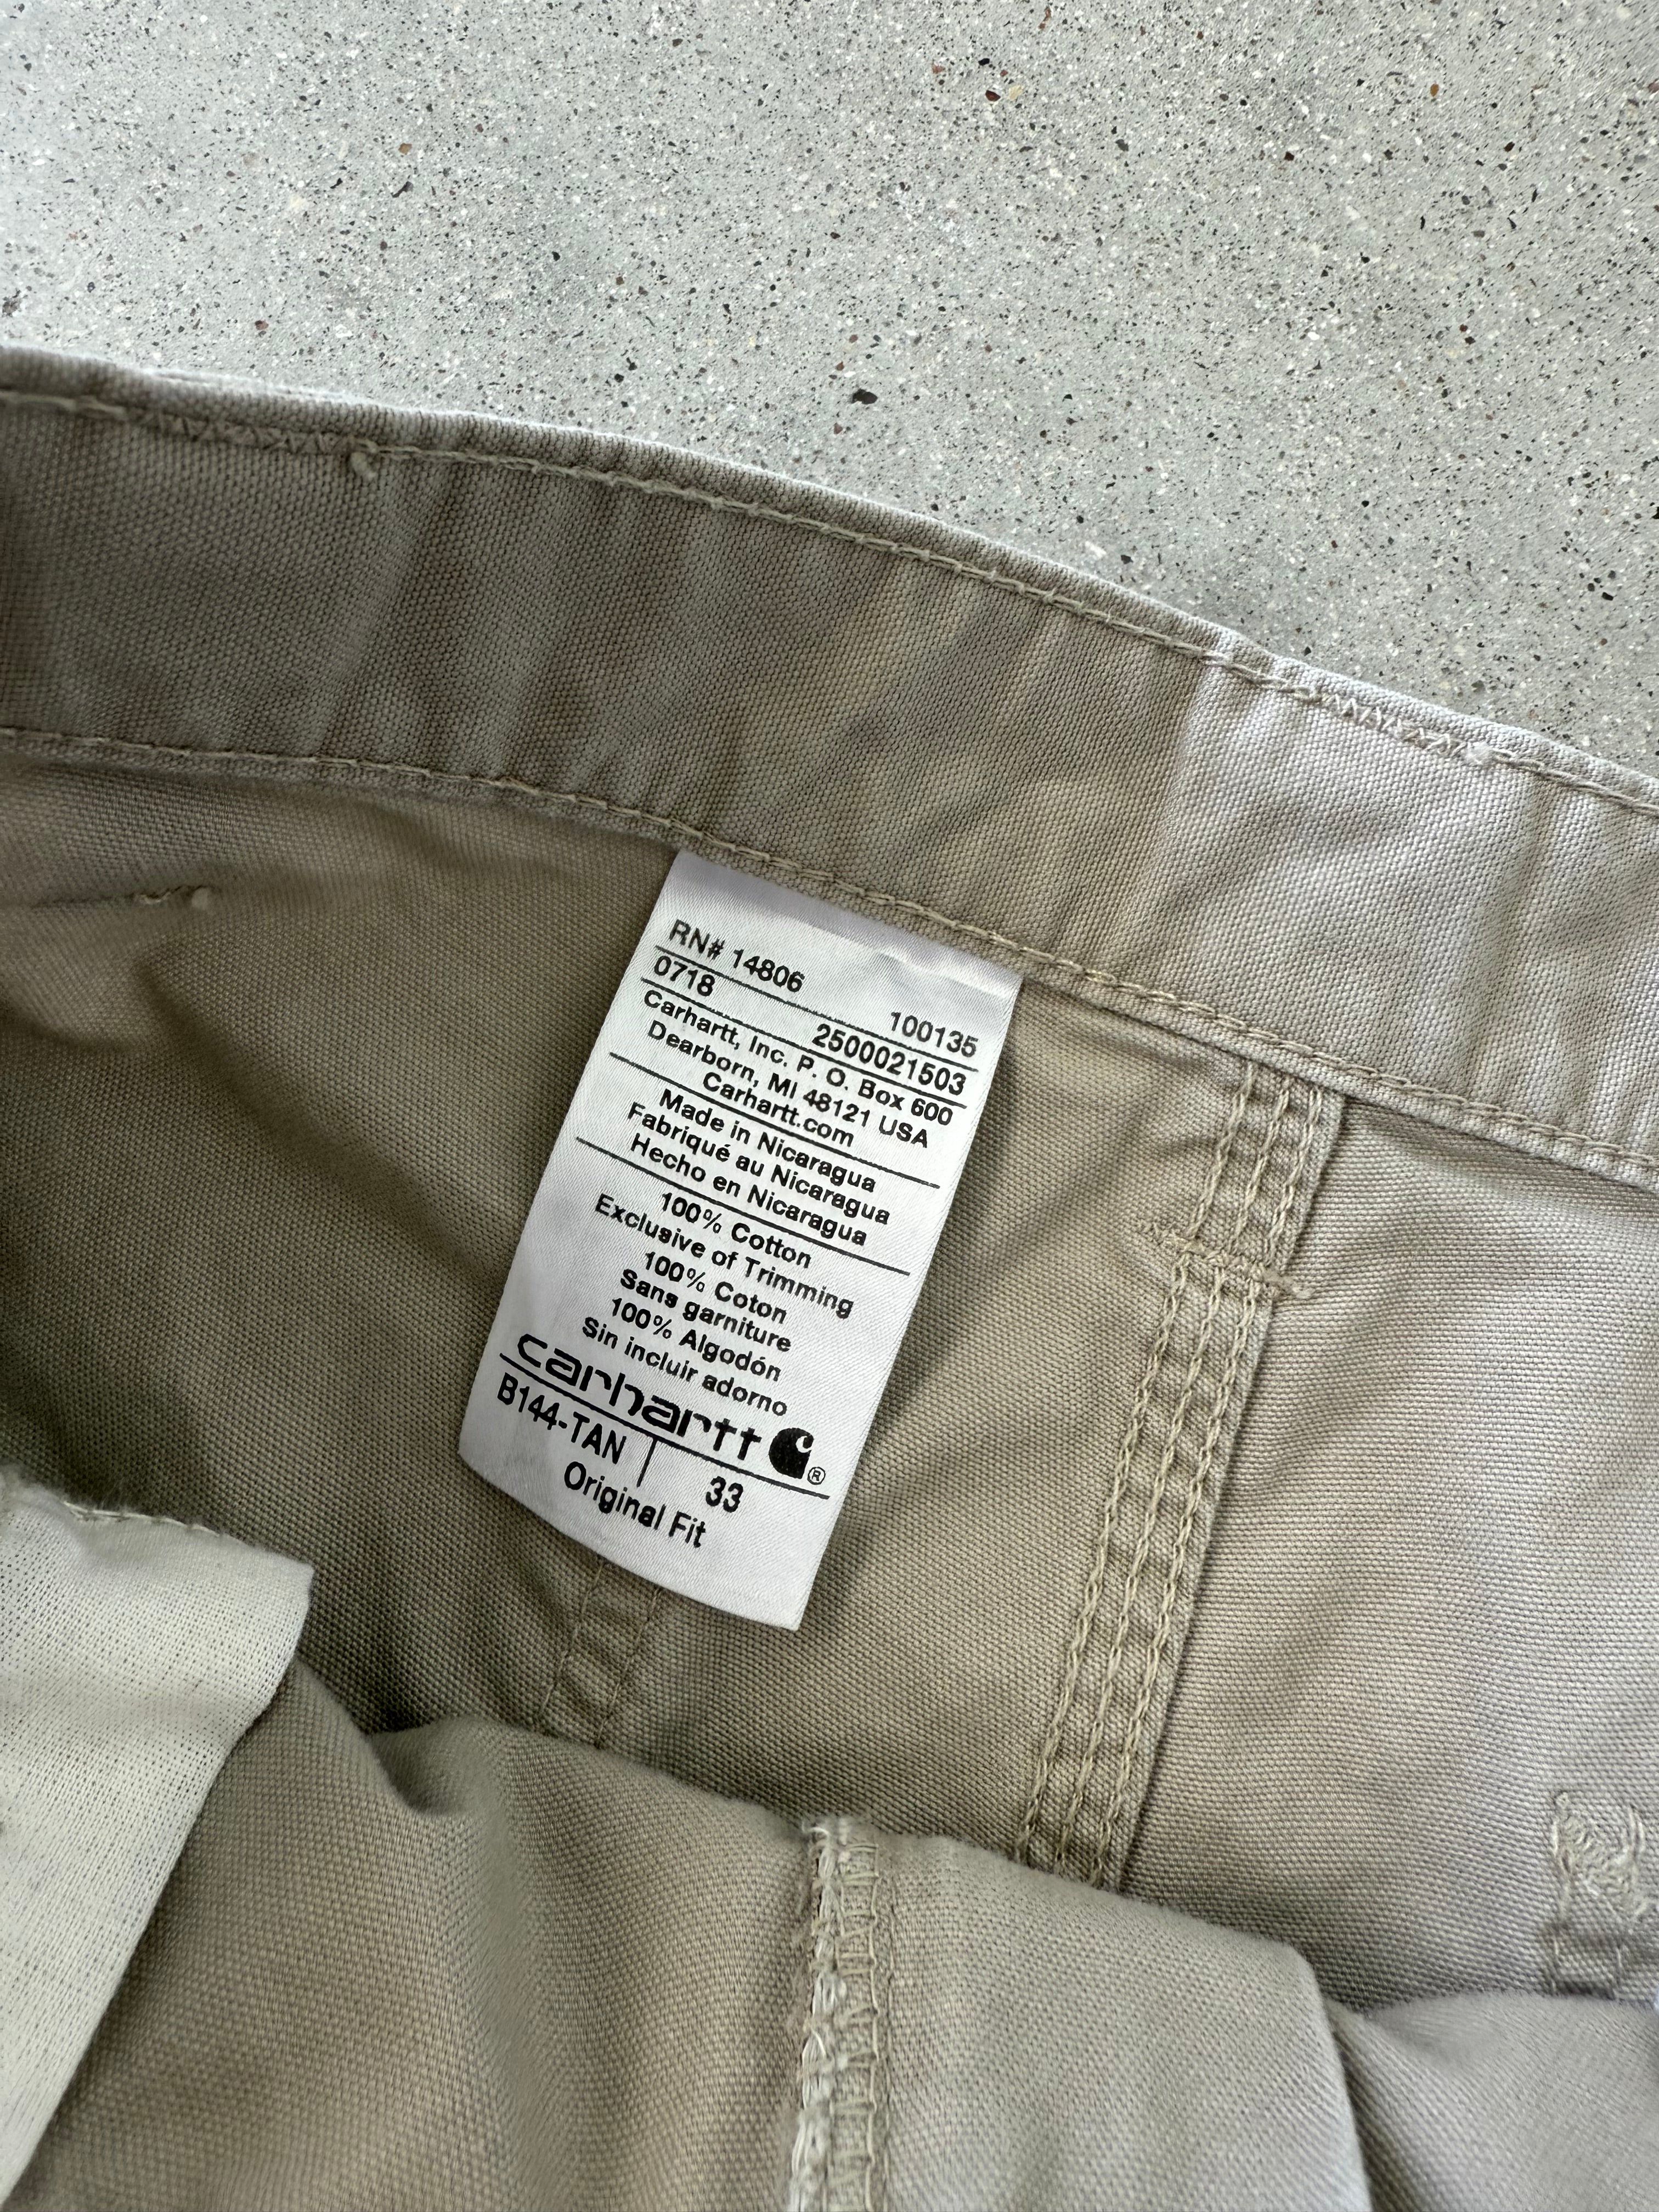 RN# 14806 100135
0718 2500021503
Carhartt, Inc. P. O. Box 600
Dearborn, MI 48121 USA
Carhartt.com
Made in Nicaragua
Fabriqué au Nicaragua
Hecho en Nicaragua
100% Cotton
Exclusive of Trimming
100% Coton
Sans garniture
100% Algodón
Sin incluir adorno
carhartt ®
B144-TAN | 33
Original Fit